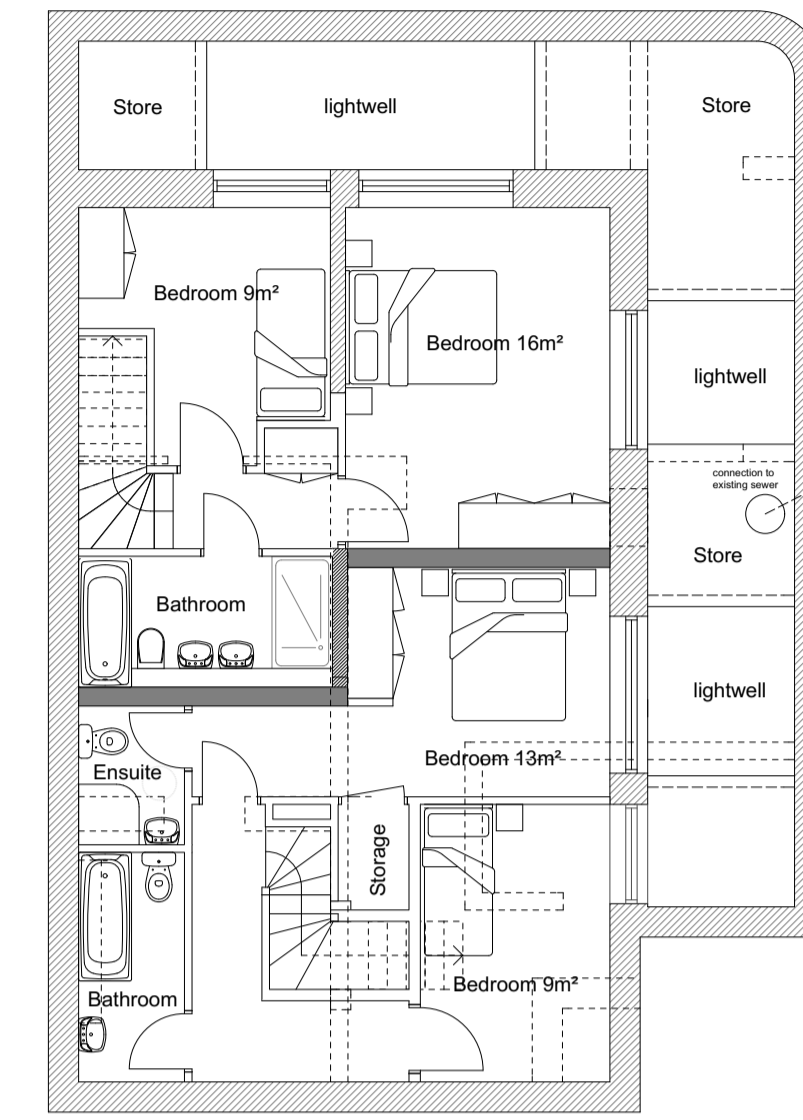 Store
lightwell
Store
Bedroom 9m²
Bedroom 16m²
lightwell
connection to
existing sewer
Store
Bathroom
lightwell
Bedroom 13m²
Ensuite
Storage
Bedroom 9m²
Bathroom